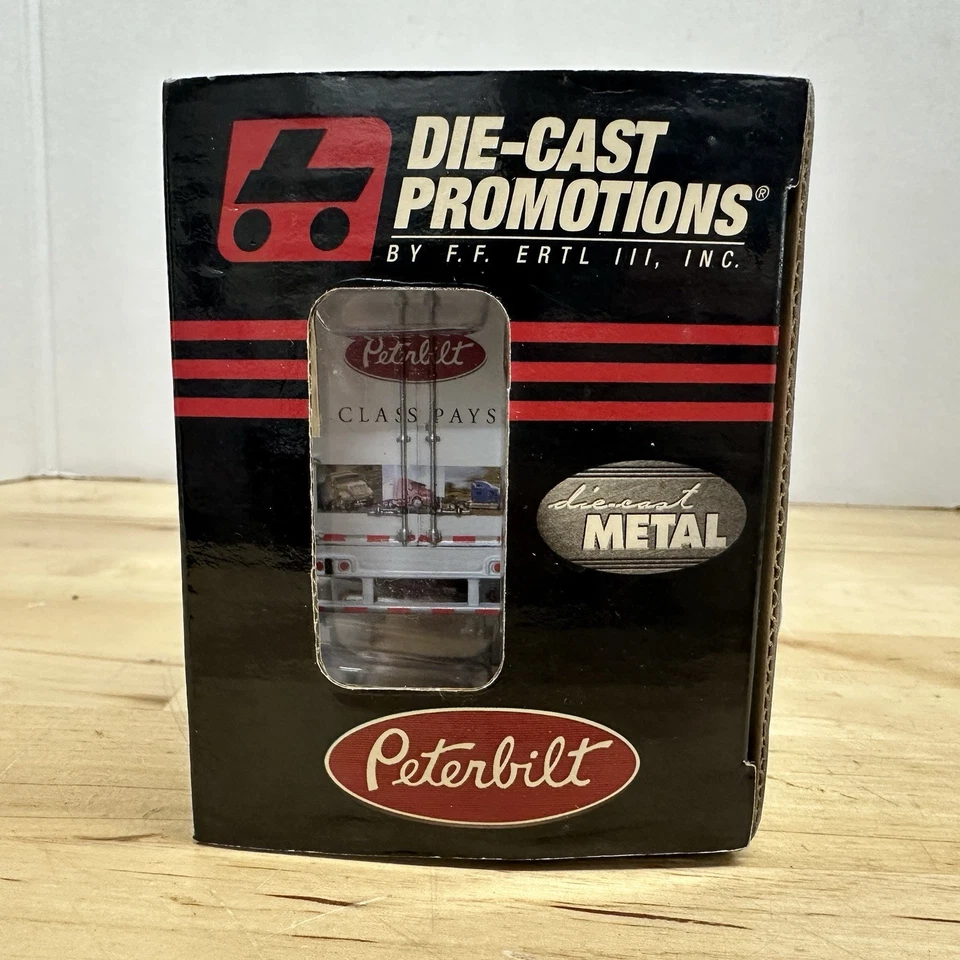 DIE-CAST
PROMOTIONS®
BY F.F. ERTL III, INC.
Peterbilt
CLASS PAYS
die-cast
METAL
Peterbilt